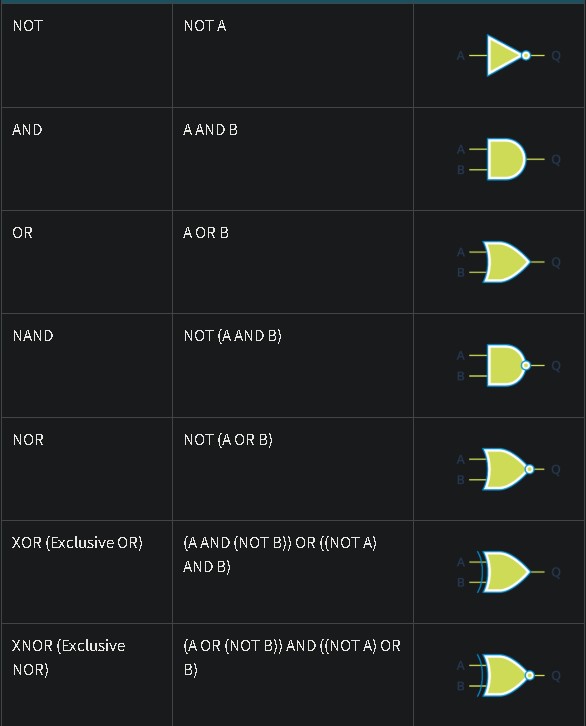 NOT
NOT A
A
Q
AND
A AND B
A
B
Q
OR
A OR B
A
B
Q
NAND
NOT (A AND B)
A
B
Q
NOR
NOT (A OR B)
A
B
Q
XOR (Exclusive OR)
(A AND (NOT B)) OR ((NOT A)
AND B)
A
B
Q
XNOR (Exclusive
NOR)
(A OR (NOT B)) AND ((NOT A) OR
B)
A
B
Q